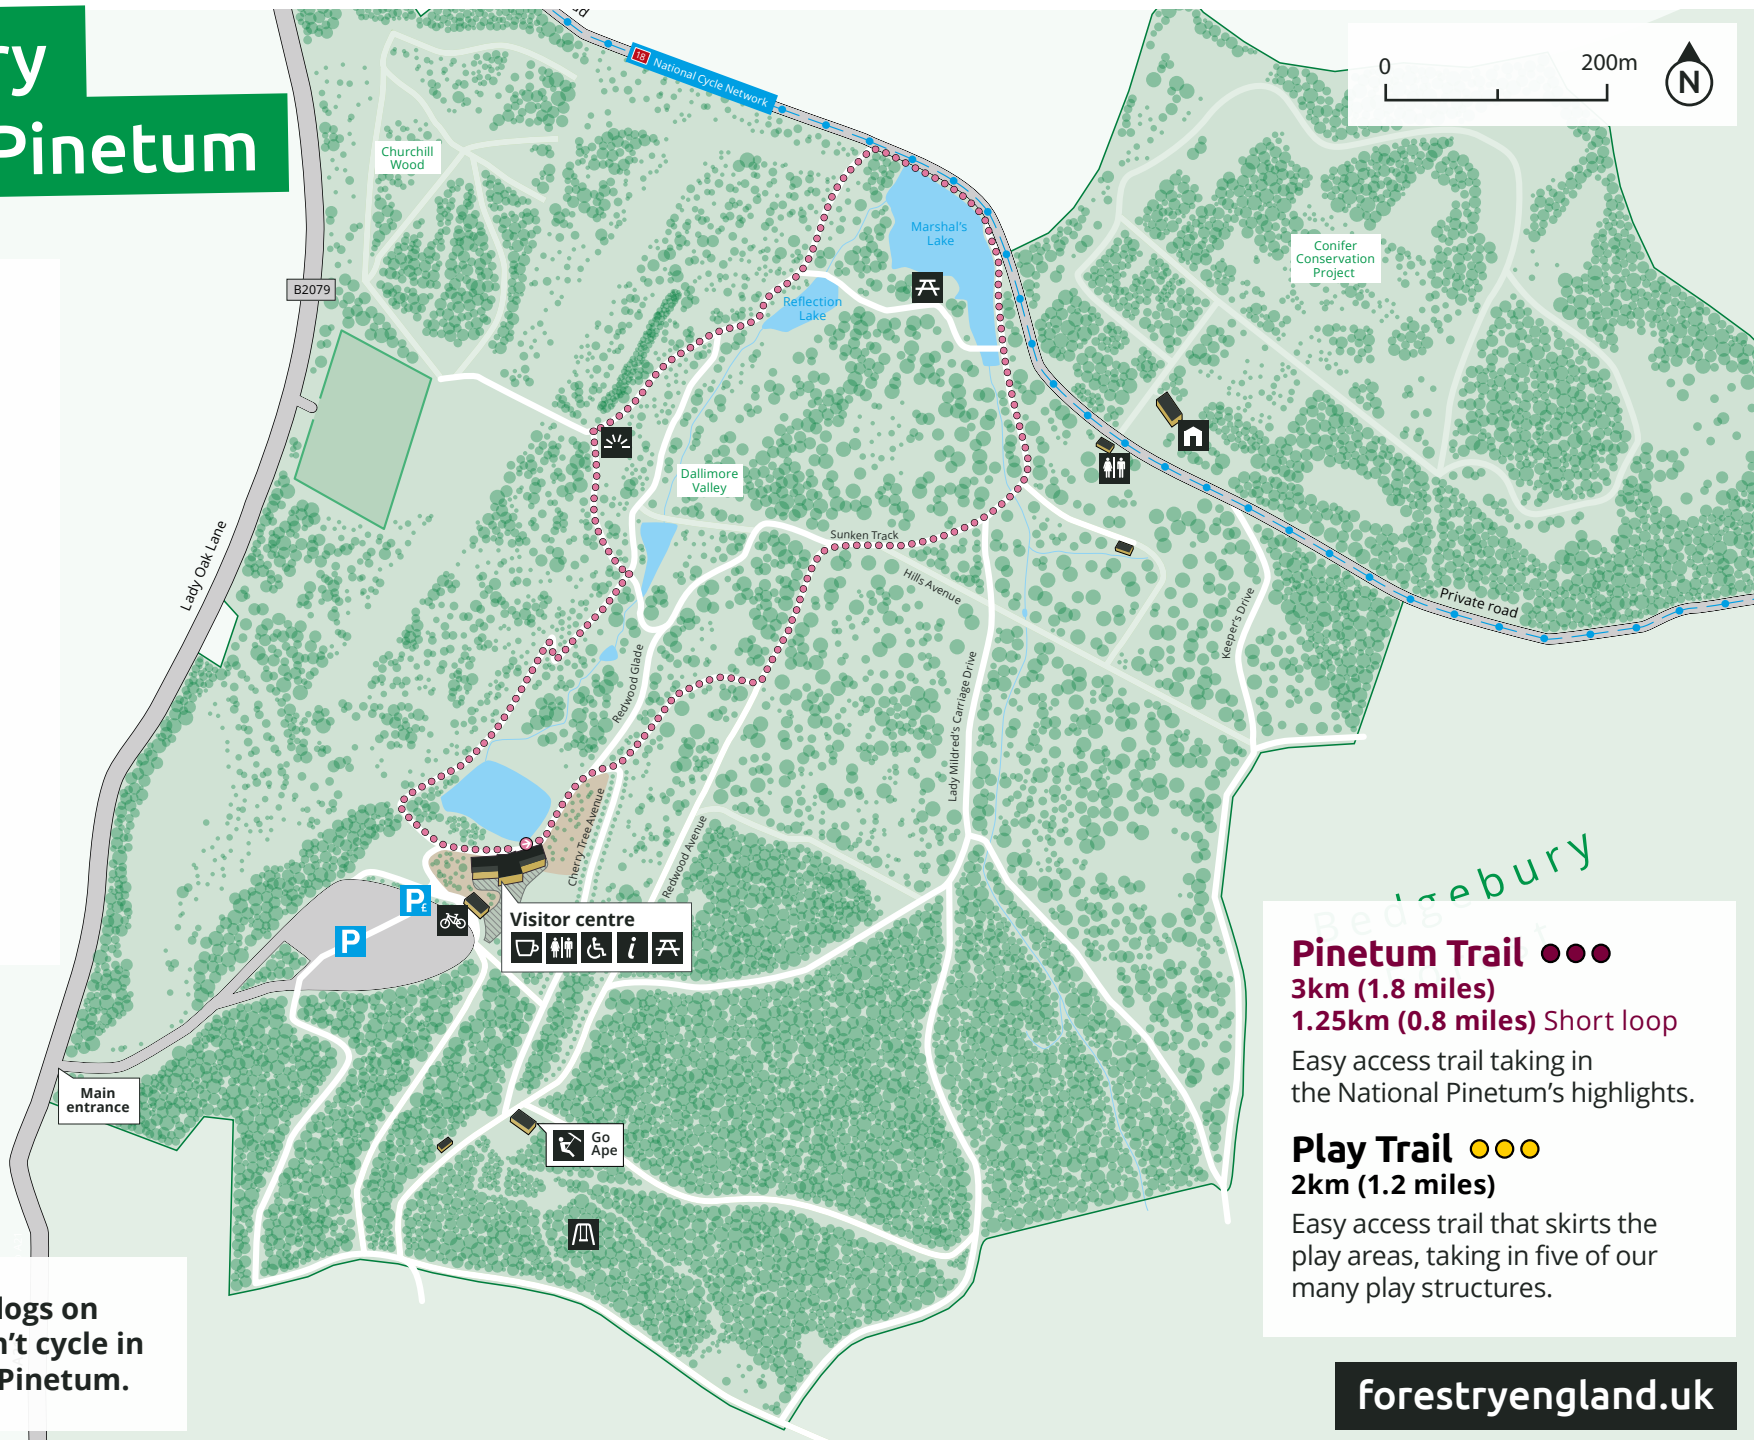 ry
Pinetum
18 National Cycle Network
0 200m
N
Churchill
Wood
Marshal's
Lake
Conifer
Conservation
Project
B2079
Reflection
Lake
Dallimore
Valley
Sunken Track
Hills Avenue
Lady Oak Lane
Keeper's Drive
Private road
Redwood Glade
Lady Mildred's Carriage Drive
Cherry Tree Avenue
Redwood Avenue
P£
P
Visitor centre
i
Main
entrance
Go
Ape
Bedgebury
Pinetum Trail
3km (1.8 miles)
1.25km (0.8 miles) Short loop
Easy access trail taking in
the National Pinetum's highlights.
Play Trail
2km (1.2 miles)
Easy access trail that skirts the
play areas, taking in five of our
many play structures.
logs on
n't cycle in
Pinetum.
forestryengland.uk